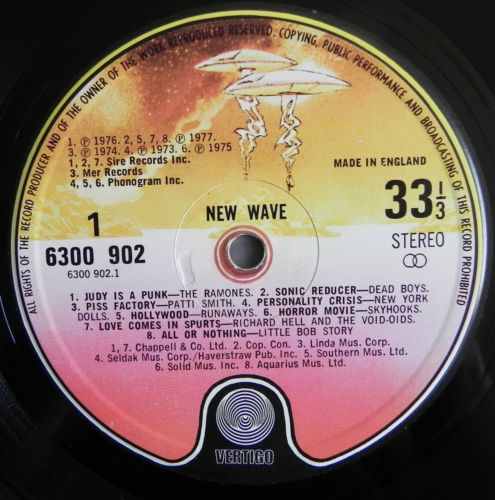 ALL RIGHTS OF THE RECORD PRODUCER AND OF THE OWNER OF THE WORK REPRODUCED RESERVED. COPYING, PUBLIC PERFORMANCE AND BROADCASTING OF THIS RECORD PROHIBITED
1. ℗ 1976. 2, 5, 7, 8. ℗ 1977.
3. ℗ 1974. 4. ℗ 1973. 6. ℗ 1975
1, 2, 7. Sire Records Inc.
3. Mer Records
4, 5, 6. Phonogram Inc.
MADE IN ENGLAND
1
NEW WAVE
33 1/3
6300 902
6300 902.1
STEREO
1. JUDY IS A PUNK—THE RAMONES. 2. SONIC REDUCER—DEAD BOYS.
3. PISS FACTORY—PATTI SMITH. 4. PERSONALITY CRISIS—NEW YORK
DOLLS. 5. HOLLYWOOD—RUNAWAYS. 6. HORROR MOVIE—SKYHOOKS.
7. LOVE COMES IN SPURTS—RICHARD HELL AND THE VOID-OIDS.
8. ALL OR NOTHING—LITTLE BOB STORY
1, 7. Chappell & Co. Ltd. 2. Cop. Con. 3. Linda Mus. Corp.
4. Seldak Mus. Corp./Haverstraw Pub. Inc. 5. Southern Mus. Ltd.
6. Solid Mus. Inc. 8. Aquarius Mus. Ltd.
VERTIGO